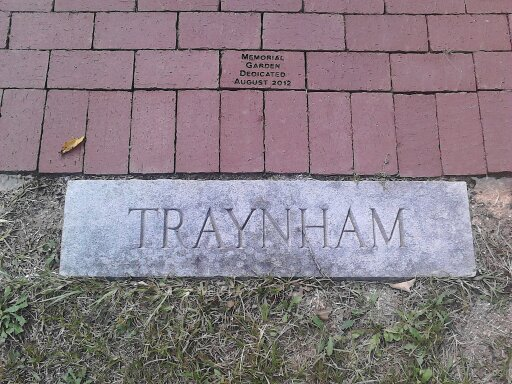 MEMORIAL
GARDEN
DEDICATED
AUGUST 2012
TRAYNHAM